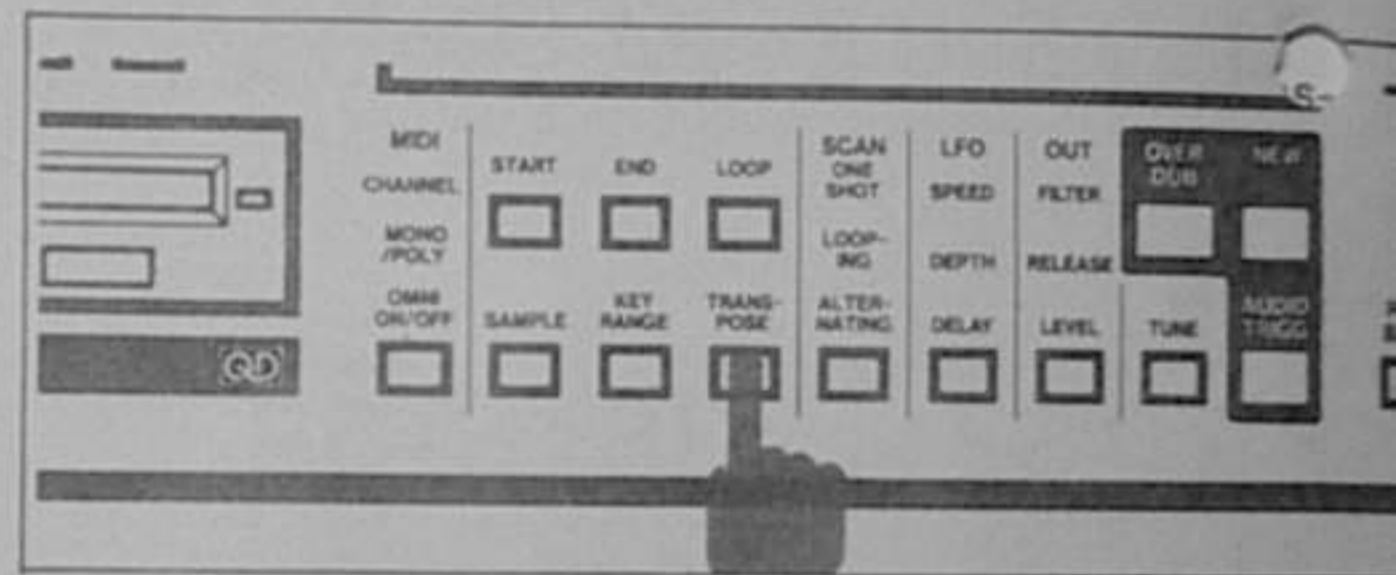 MIDI
CHANNEL
MONO
/POLY
OMNI
ON/OFF
START
END
LOOP
SAMPLE
KEY
RANGE
TRANS-
POSE
SCAN
ONE
SHOT
LOOP-
ING
ALTER-
NATING
LFO
SPEED
DEPTH
DELAY
OUT
FILTER
RELEASE
LEVEL
OVER
DUB
NEW
TUNE
AUDIO
TRIGG
QD